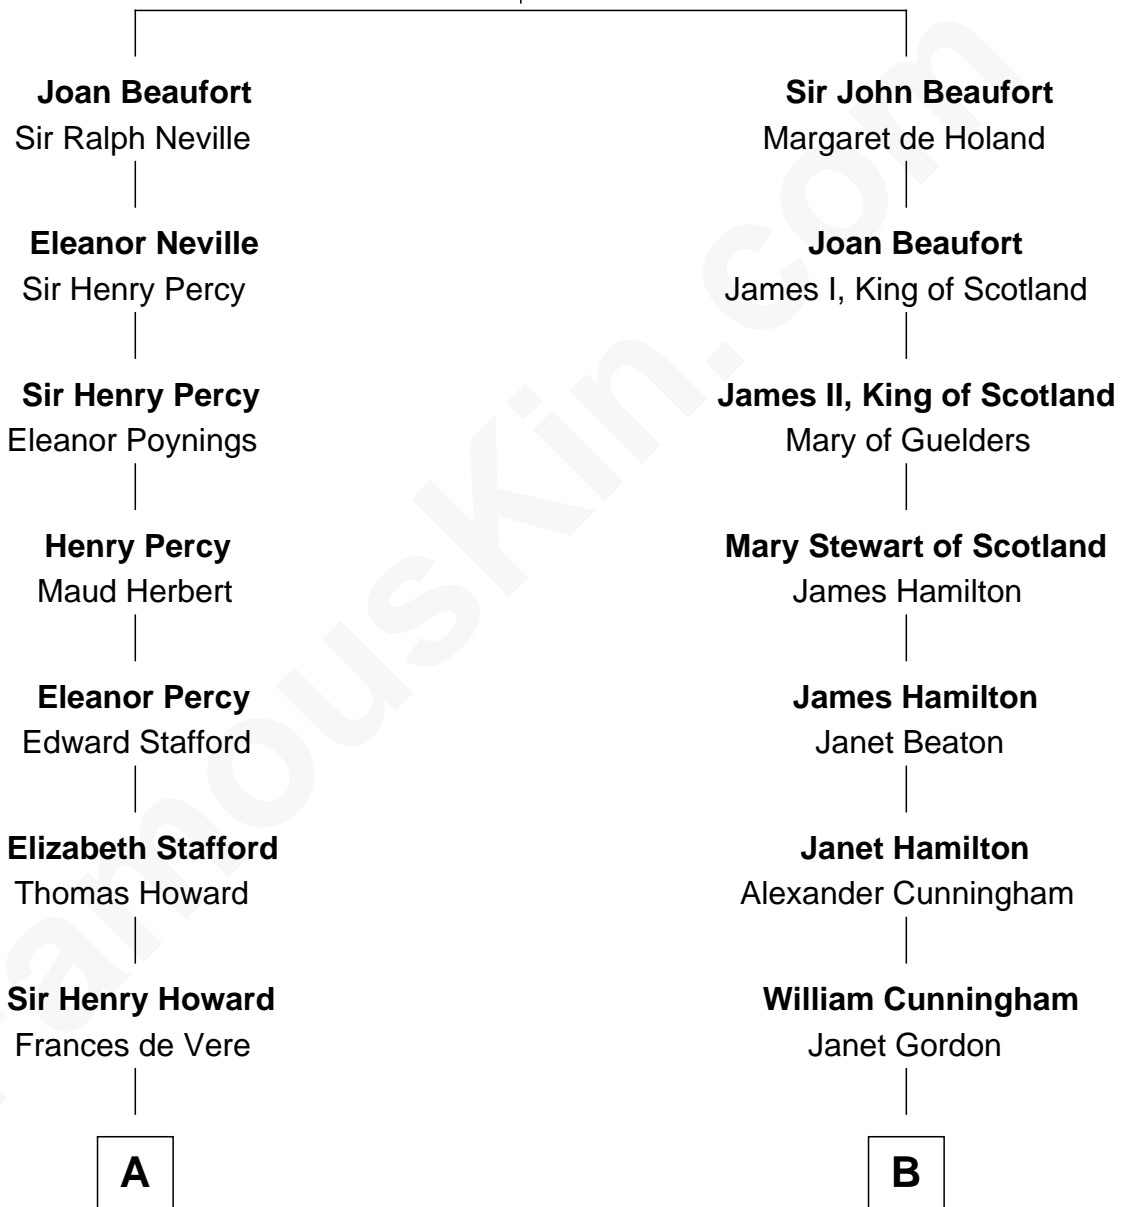 Joan Beaufort
Sir Ralph Neville
Eleanor Neville
Sir Henry Percy
Sir Henry Percy
Eleanor Poynings
Henry Percy
Maud Herbert
Eleanor Percy
Edward Stafford
Elizabeth Stafford
Thomas Howard
Sir Henry Howard
Frances de Vere
A
Sir John Beaufort
Margaret de Holand
Joan Beaufort
James I, King of Scotland
James II, King of Scotland
Mary of Guelders
Mary Stewart of Scotland
James Hamilton
James Hamilton
Janet Beaton
Janet Hamilton
Alexander Cunningham
William Cunningham
Janet Gordon
B
FamousKin.com